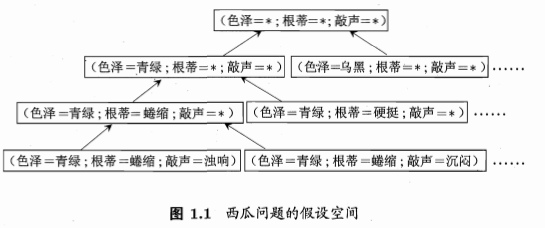 (色泽=*;根蒂=*;敲声=*)
(色泽=青绿;根蒂=*;敲声=*) (色泽=乌黑;根蒂=*;敲声=*) ……
(色泽=青绿;根蒂=蜷缩;敲声=*) (色泽=青绿;根蒂=硬挺;敲声=*) ……
(色泽=青绿;根蒂=蜷缩;敲声=浊响) (色泽=青绿;根蒂=蜷缩;敲声=沉闷) ……
图 1.1 西瓜问题的假设空间